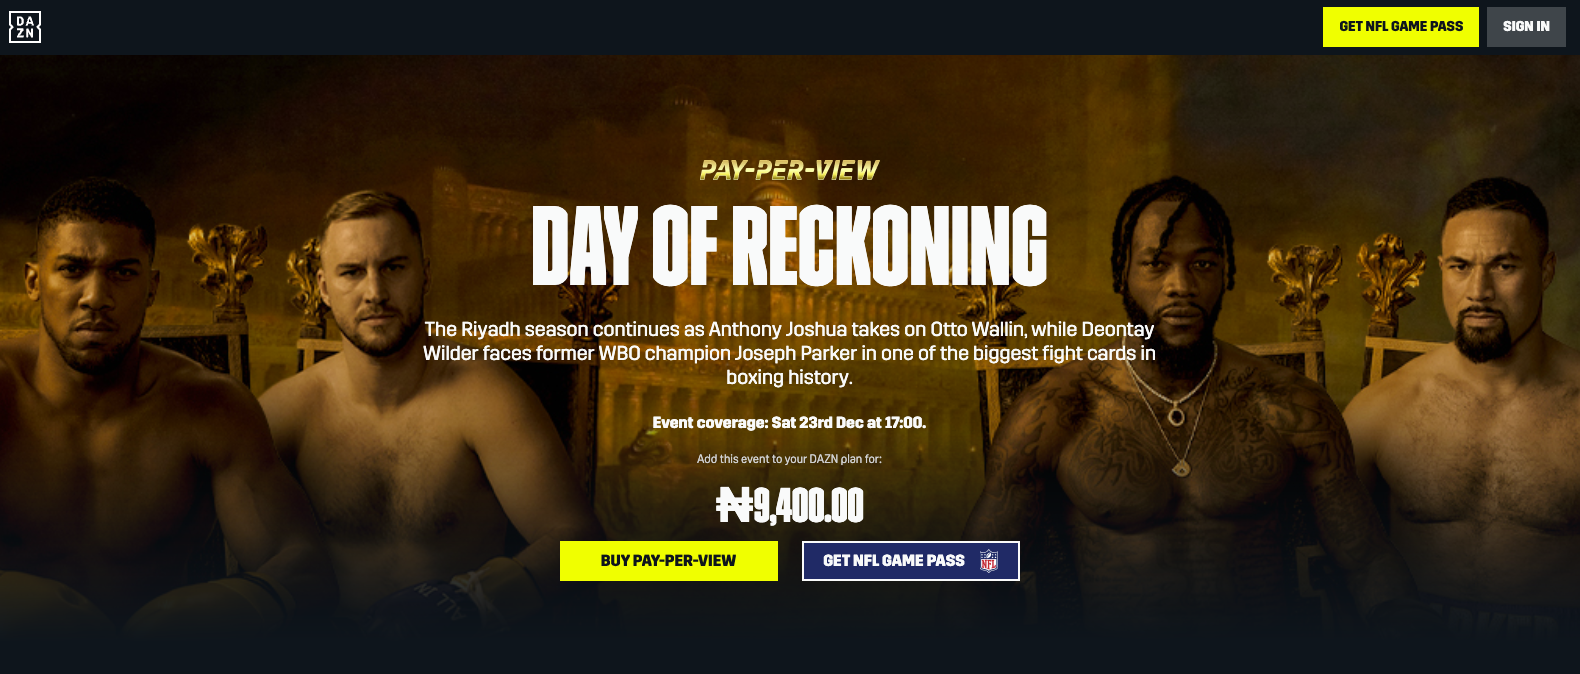 DAZN
GET NFL GAME PASS
SIGN IN
PAY-PER-VIEW
DAY OF RECKONING
The Riyadh season continues as Anthony Joshua takes on Otto Wallin, while Deontay
Wilder faces former WBO champion Joseph Parker in one of the biggest fight cards in
boxing history.
Event coverage: Sat 23rd Dec at 17:00.
Add this event to your DAZN plan for:
₦9,400.00
BUY PAY-PER-VIEW
GET NFL GAME PASS
NFL